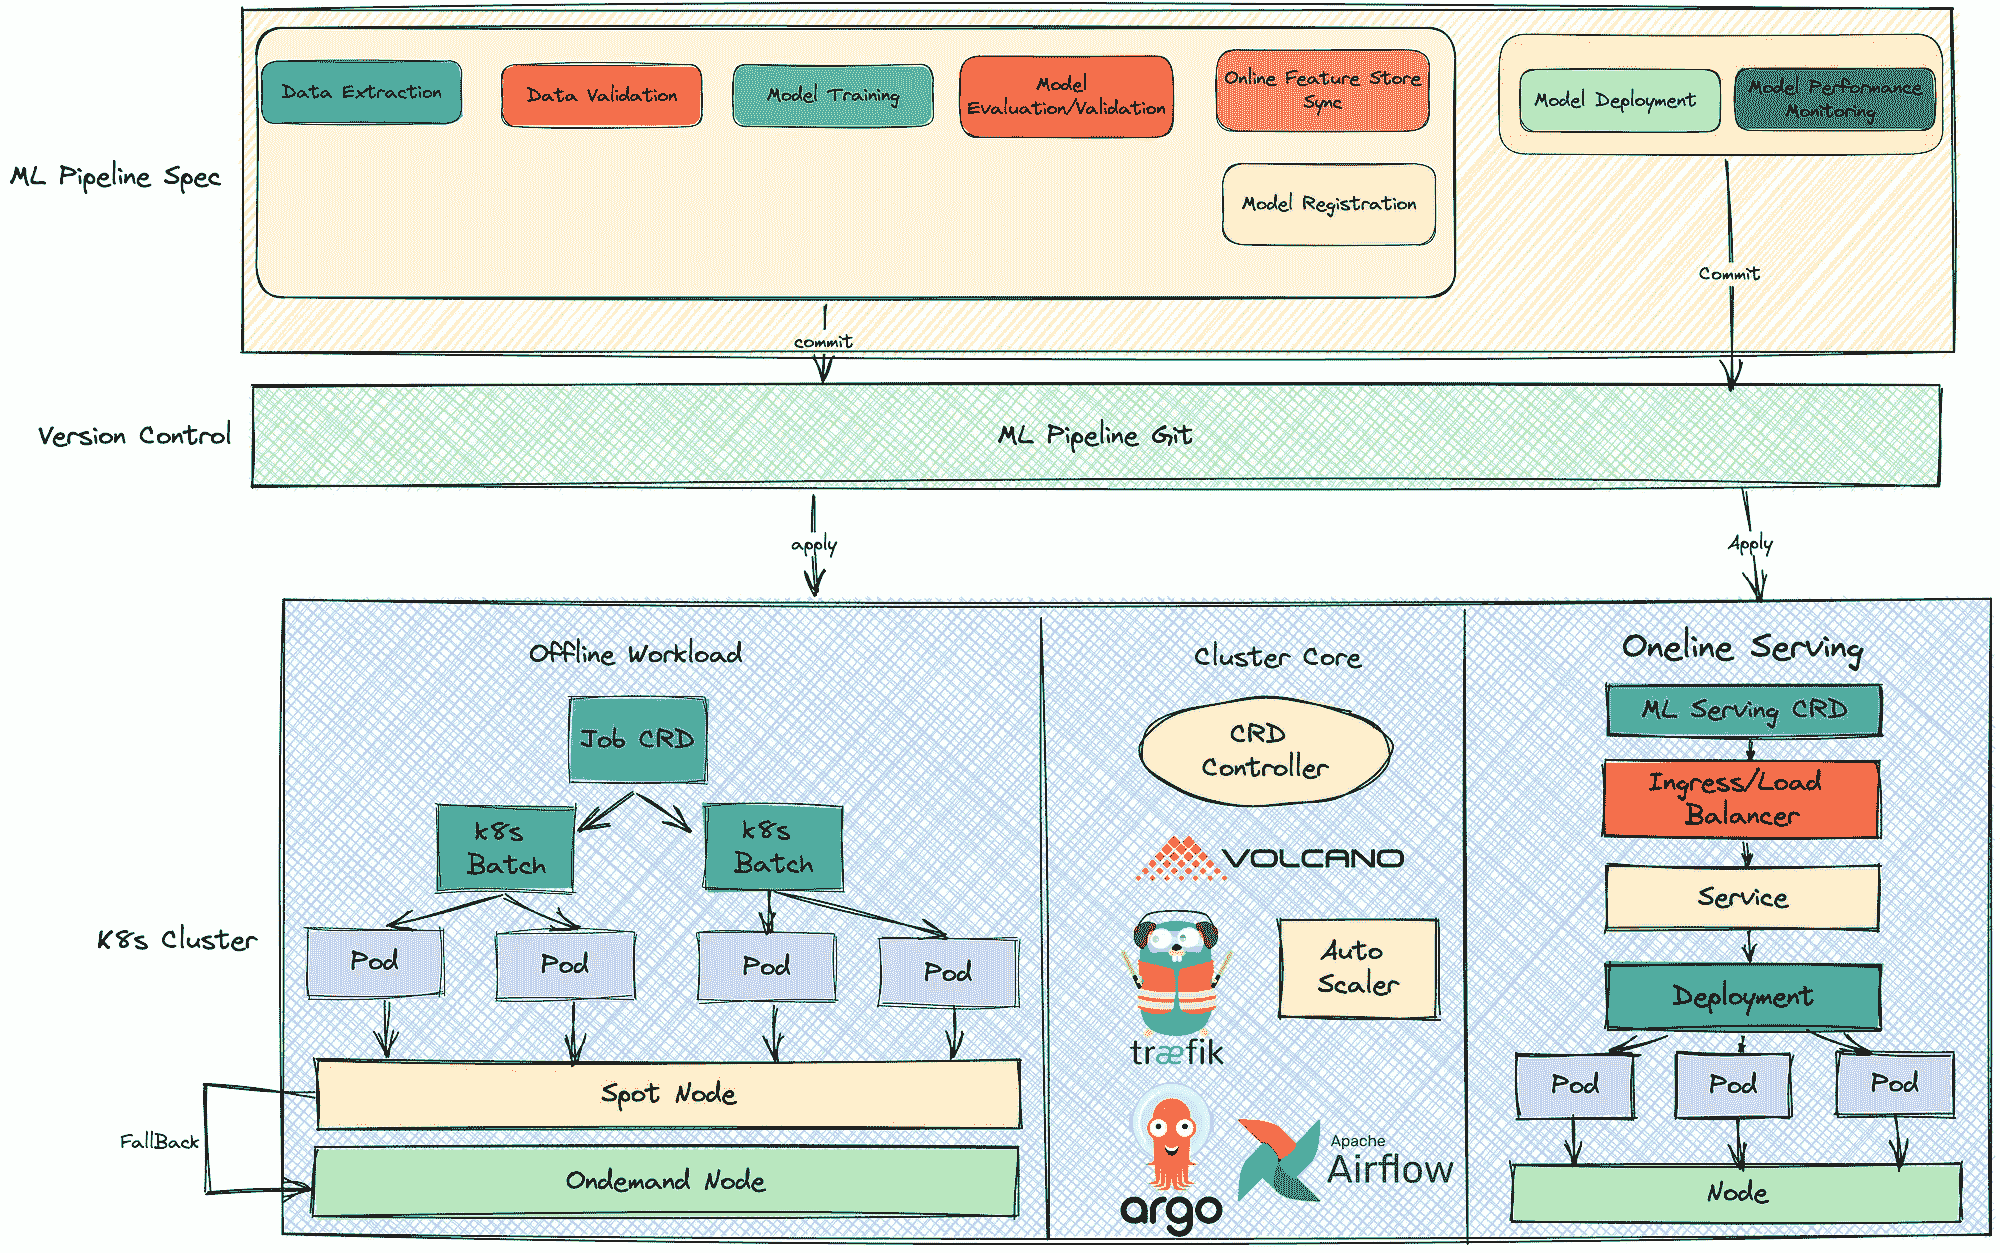 Data Extraction
Data Validation
Model Training
Model
Evaluation/Validation
Online Feature Store
Sync
Model Registration
Model Deployment
Model Performance
Monitoring
ML Pipeline Spec
commit
Commit
Version Control
ML Pipeline Git
apply
Apply
K8s Cluster
Offline Workload
Job CRD
k8s
Batch
k8s
Batch
Pod
Pod
Pod
Pod
Spot Node
FallBack
Ondemand Node
Cluster Core
CRD
Controller
VOLCANO
træfik
Auto
Scaler
argo
Apache
Airflow
Oneline Serving
ML Serving CRD
Ingress/Load
Balancer
Service
Deployment
Pod
Pod
Pod
Node